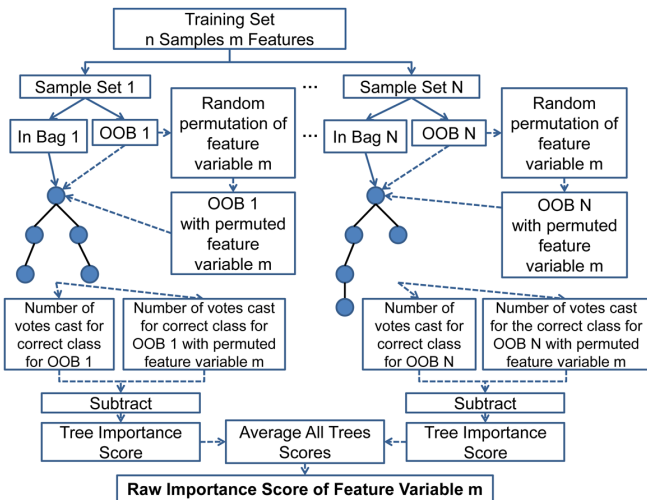 Training Set
n Samples m Features
Sample Set 1
...
Sample Set N
In Bag 1
OOB 1
Random
permutation of
feature
variable m
...
In Bag N
OOB N
Random
permutation of
feature
variable m
OOB 1
with permuted
feature
variable m
OOB N
with permuted
feature
variable m
Number of
votes cast for
correct class
for OOB 1
Number of votes cast
for correct class for
OOB 1 with permuted
feature variable m
Number of
votes cast for
correct class
for OOB N
Number of votes cast
for the correct class for
OOB N with permuted
feature variable m
Subtract
Subtract
Tree Importance
Score
Average All Trees
Scores
Tree Importance
Score
Raw Importance Score of Feature Variable m